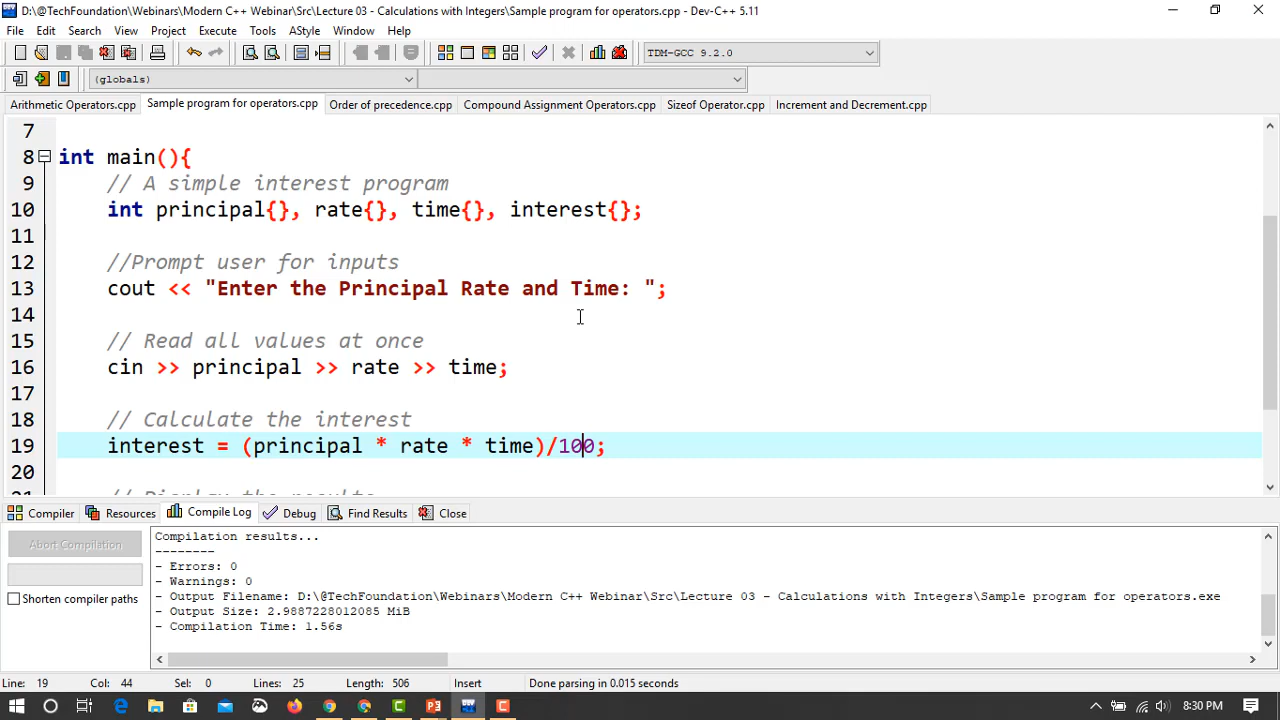 D:\@TechFoundation\Webinars\Modern C++ Webinar\Src\Lecture 03 - Calculations with Integers\Sample program for operators.cpp - Dev-C++ 5.11
File Edit Search View Project Execute Tools AStyle Window Help
TDM-GCC 9.2.0
(globals)
Arithmetic Operators.cpp Sample program for operators.cpp Order of precedence.cpp Compound Assignment Operators.cpp Sizeof Operator.cpp Increment and Decrement.cpp
7
8 int main(){
9 // A simple interest program
10 int principal{}, rate{}, time{}, interest{};
11
12 //Prompt user for inputs
13 cout << "Enter the Principal Rate and Time: ";
14
15 // Read all values at once
16 cin >> principal >> rate >> time;
17
18 // Calculate the interest
19 interest = (principal * rate * time)/100;
20
21 // Display the results
Compiler Resources Compile Log Debug Find Results Close
Abort Compilation
Shorten compiler paths
Compilation results...
--------
- Errors: 0
- Warnings: 0
- Output Filename: D:\@TechFoundation\Webinars\Modern C++ Webinar\Src\Lecture 03 - Calculations with Integers\Sample program for operators.exe
- Output Size: 2.9887228012085 MiB
- Compilation Time: 1.56s
Line: 19 Col: 44 Sel: 0 Lines: 25 Length: 506 Insert Done parsing in 0.015 seconds
8:30 PM